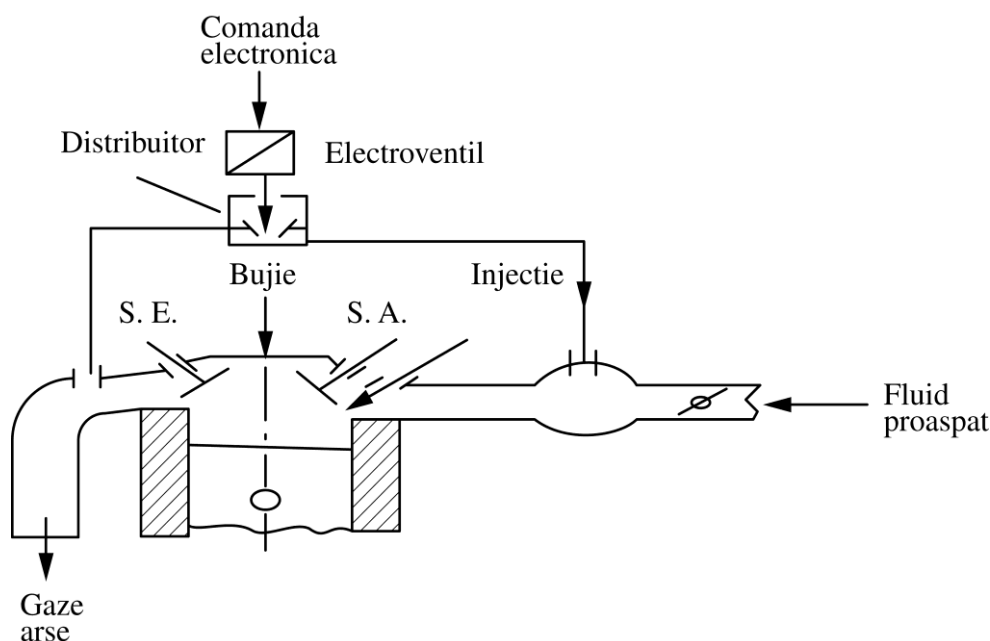 Comanda
electronica
Distribuitor
Electroventil
Bujie
Injectie
S. E.
S. A.
Fluid
proaspat
Gaze
arse